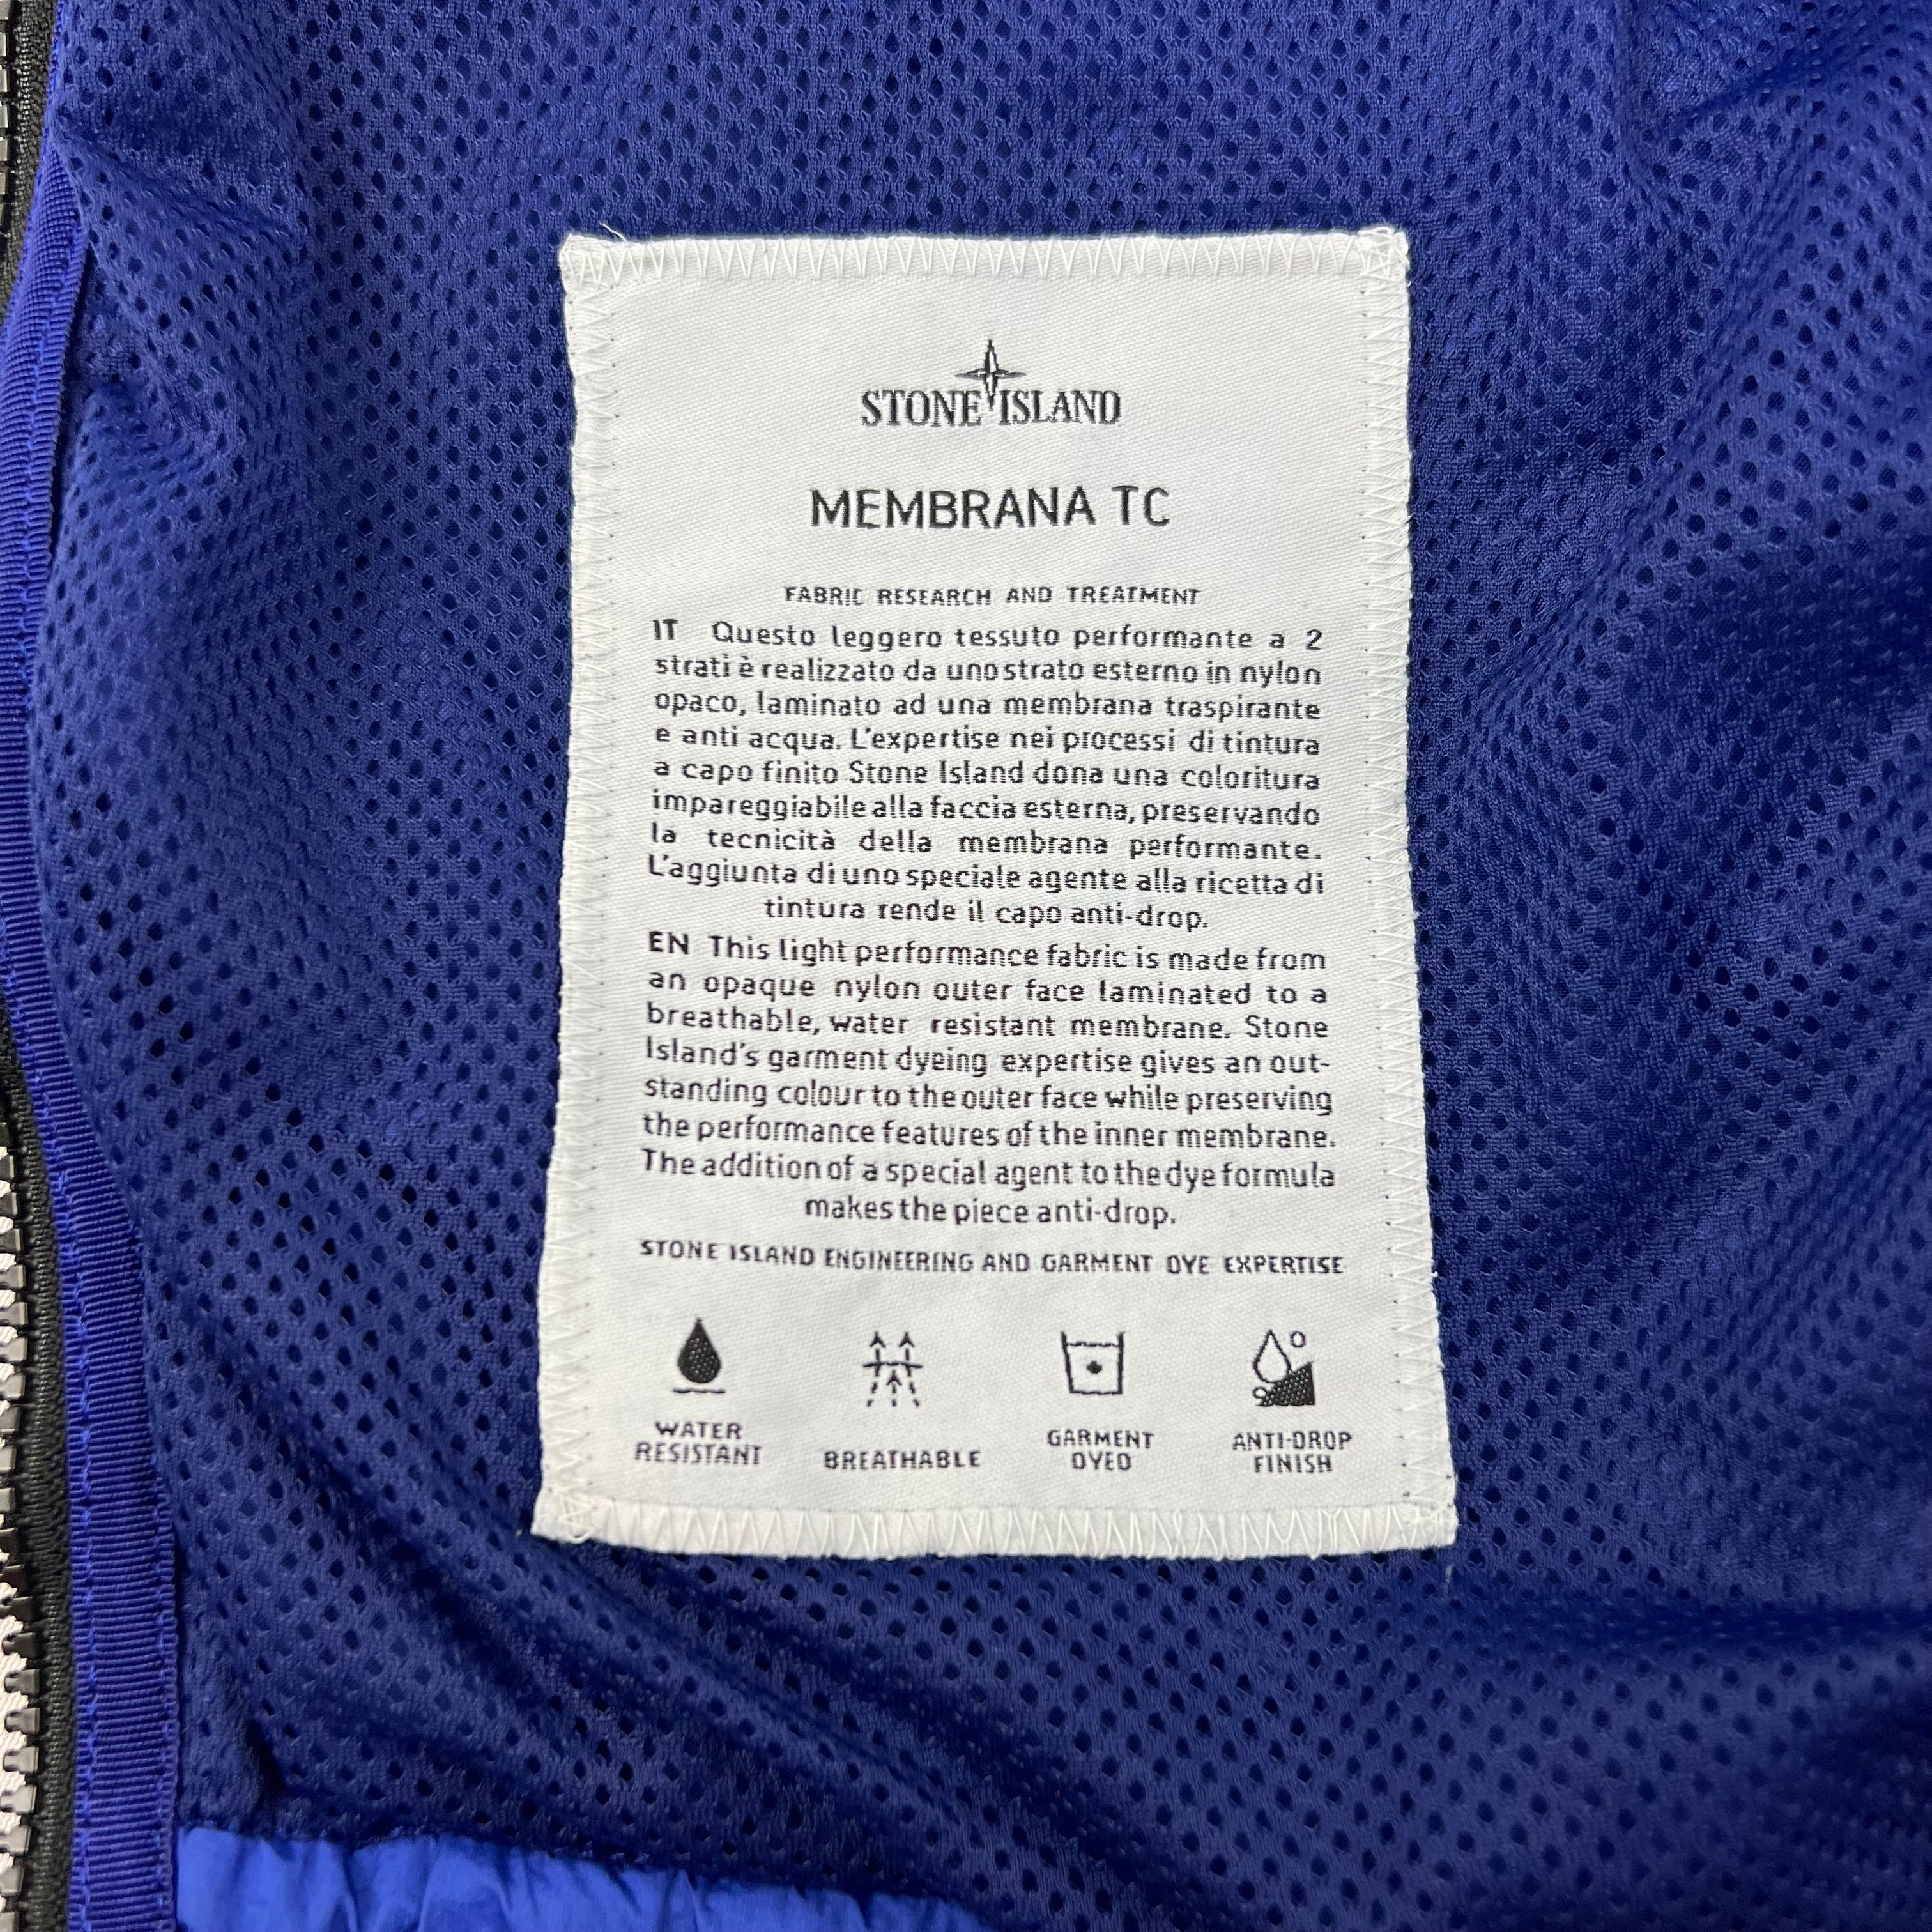 STONE ISLAND
MEMBRANA TC
FABRIC RESEARCH AND TREATMENT
IT Questo leggero tessuto performante a 2
strati è realizzato da uno strato esterno in nylon
opaco, laminato ad una membrana traspirante
e anti acqua. L'expertise nei processi di tintura
a capo finito Stone Island dona una coloritura
impareggiabile alla faccia esterna, preservando
la tecnicità della membrana performante.
L'aggiunta di uno speciale agente alla ricetta di
tintura rende il capo anti-drop.
EN This light performance fabric is made from
an opaque nylon outer face laminated to a
breathable, water resistant membrane. Stone
Island's garment dyeing expertise gives an out-
standing colour to the outer face while preserving
the performance features of the inner membrane.
The addition of a special agent to the dye formula
makes the piece anti-drop.
STONE ISLAND ENGINEERING AND GARMENT DYE EXPERTISE
WATER
RESISTANT
BREATHABLE
GARMENT
DYED
ANTI-DROP
FINISH